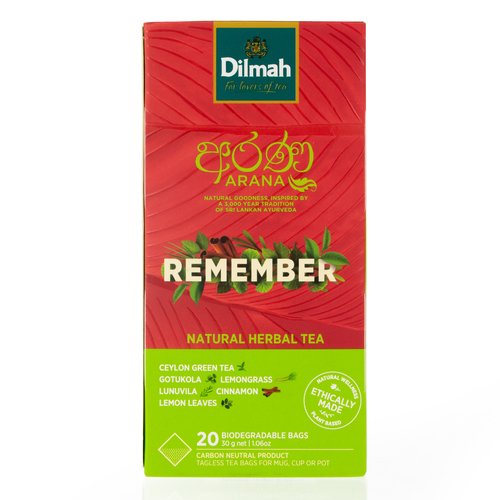 Dilmah
For lovers of tea
අරණ
ARANA
NATURAL GOODNESS, INSPIRED BY
A 3,000 YEAR TRADITION
OF SRI LANKAN AYURVEDA
REMEMBER
NATURAL HERBAL TEA
CEYLON GREEN TEA
GOTUKOLA LEMONGRASS
LUNUVILA CINNAMON
LEMON LEAVES
NATURAL WELLNESS
ETHICALLY
MADE
PLANT BASED
20 BIODEGRADABLE BAGS
30 g net | 1.06oz
CARBON NEUTRAL PRODUCT
TAGLESS TEA BAGS FOR MUG, CUP OR POT